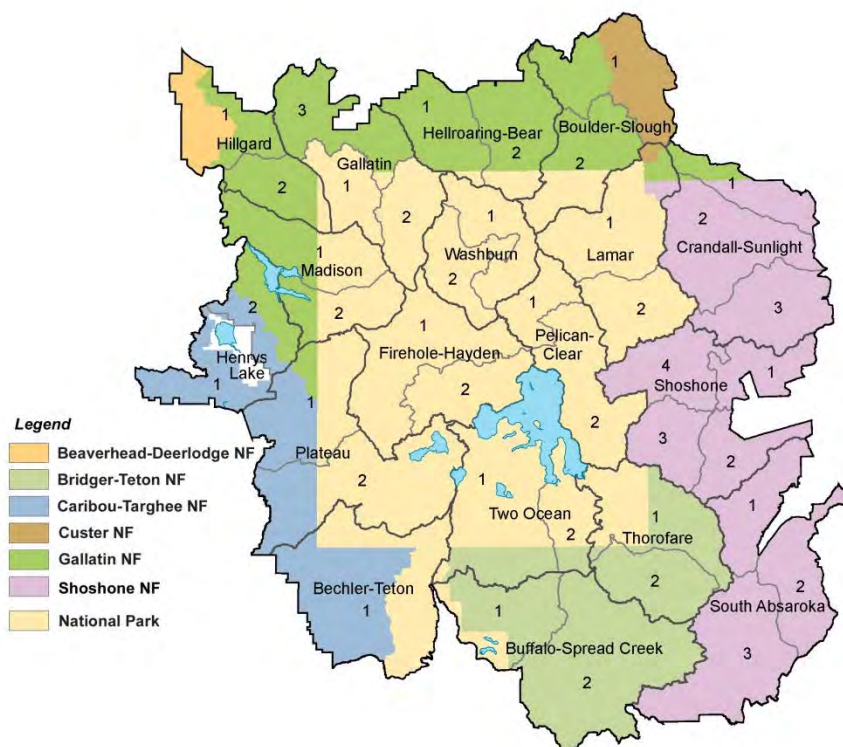 1
3
1
1
Hellroaring-Bear
Boulder-Slough
Hillgard
2
2
Gallatin
1
1
2
2
1
1
2
Crandall-Sunlight
1
Madison
Washburn
Lamar
2
2
2
1
2
3
2
1
Pelican-
Clear
Firehole-Hayden
Henrys
Lake
1
4
1
Shoshone
1
2
2
3
2
Plateau
2
1
Two Ocean
2
1
Thorofare
1
2
2
Bechler-Teton
1
1
South Absaroka
Buffalo-Spread Creek
2
3
Legend
Beaverhead-Deerlodge NF
Bridger-Teton NF
Caribou-Targhee NF
Custer NF
Gallatin NF
Shoshone NF
National Park